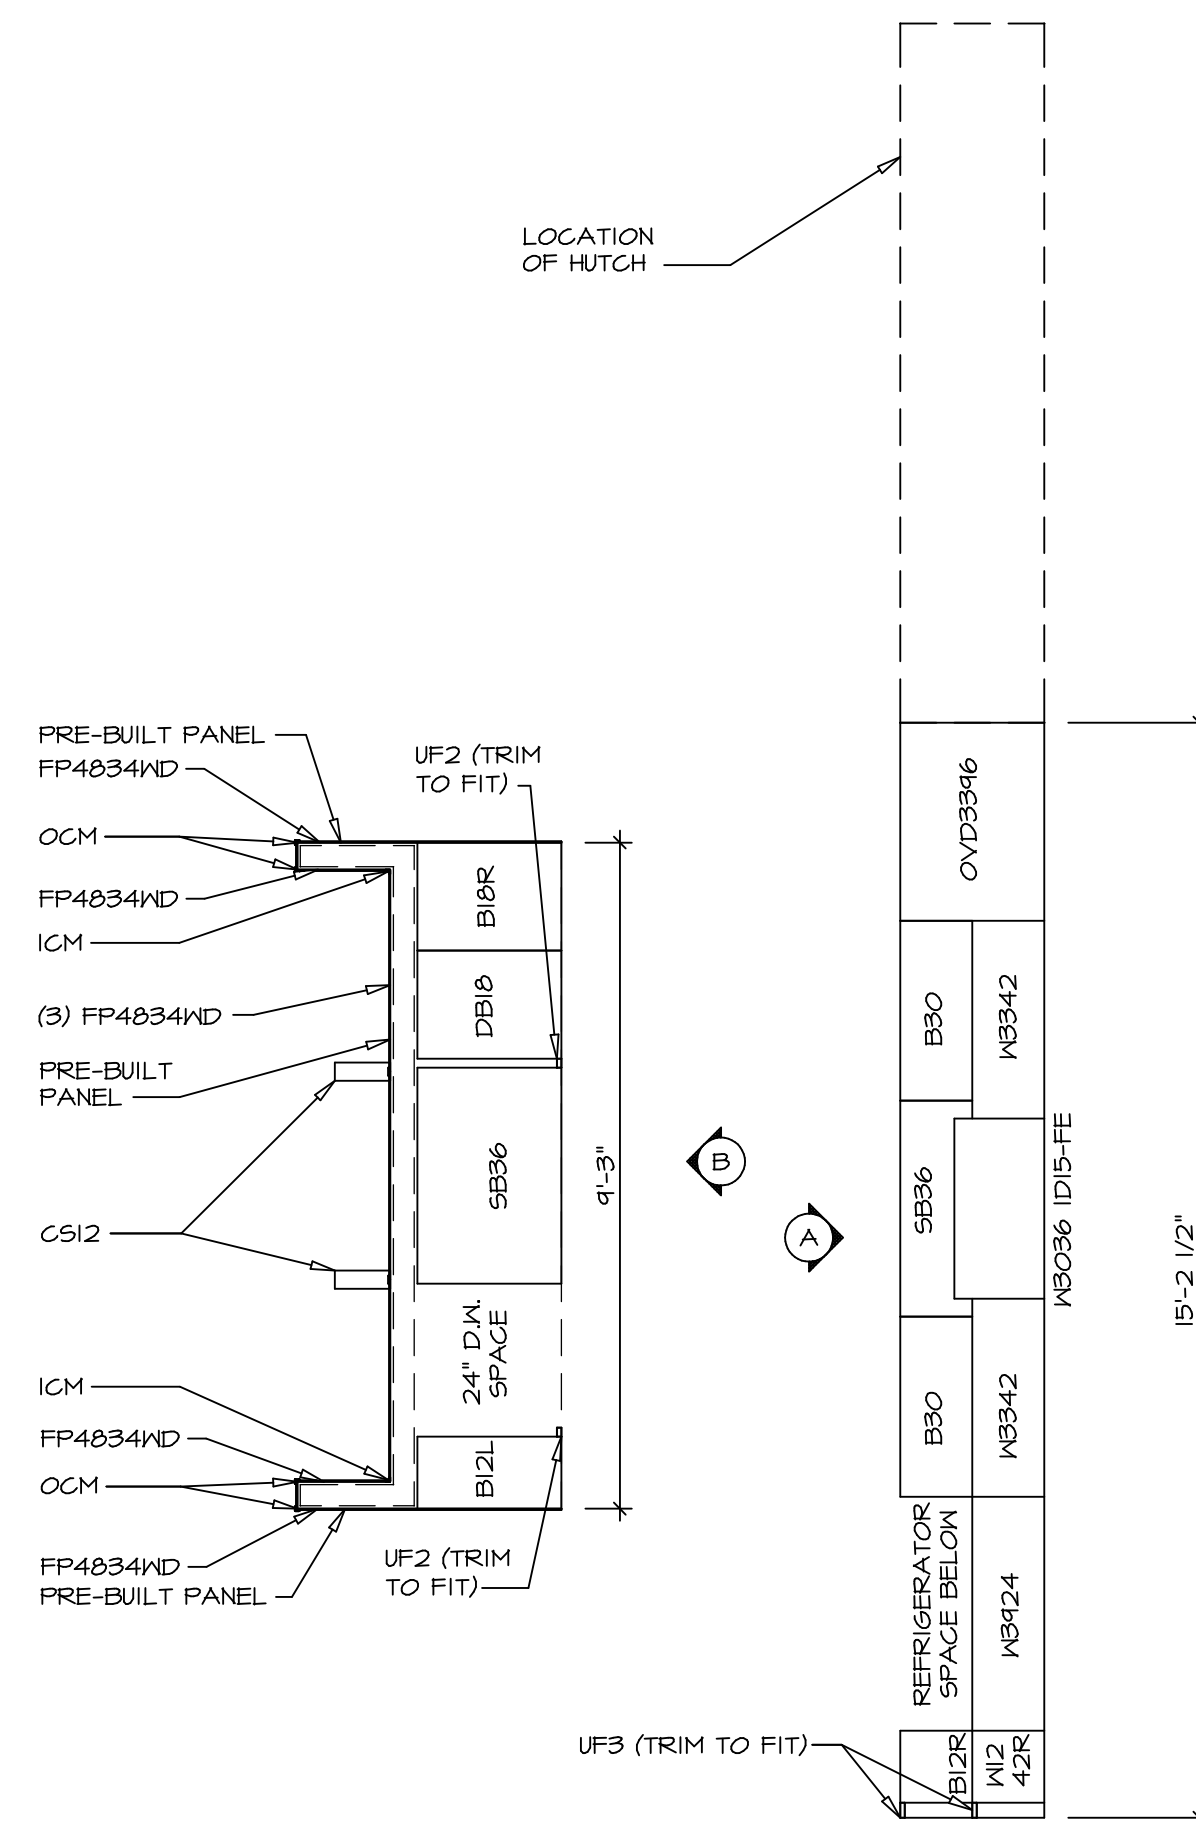 LOCATION
OF HUTCH
PRE-BUILT PANEL
FP4834WD
OCM
FP4834WD
ICM
(3) FP4834WD
PRE-BUILT
PANEL
CS12
ICM
FP4834WD
OCM
FP4834WD
PRE-BUILT PANEL
UF2 (TRIM
TO FIT)
B18R
DB18
SB36
24" D.W.
SPACE
B12L
UF2 (TRIM
TO FIT)
9'-3"
B
A
OVD3396
B30
W3342
SB36
W3036 1D15-FE
B30
W3342
REFRIGERATOR
SPACE BELOW
W3924
B12R
W12
42R
UF3 (TRIM TO FIT)
15'-2 1/2"